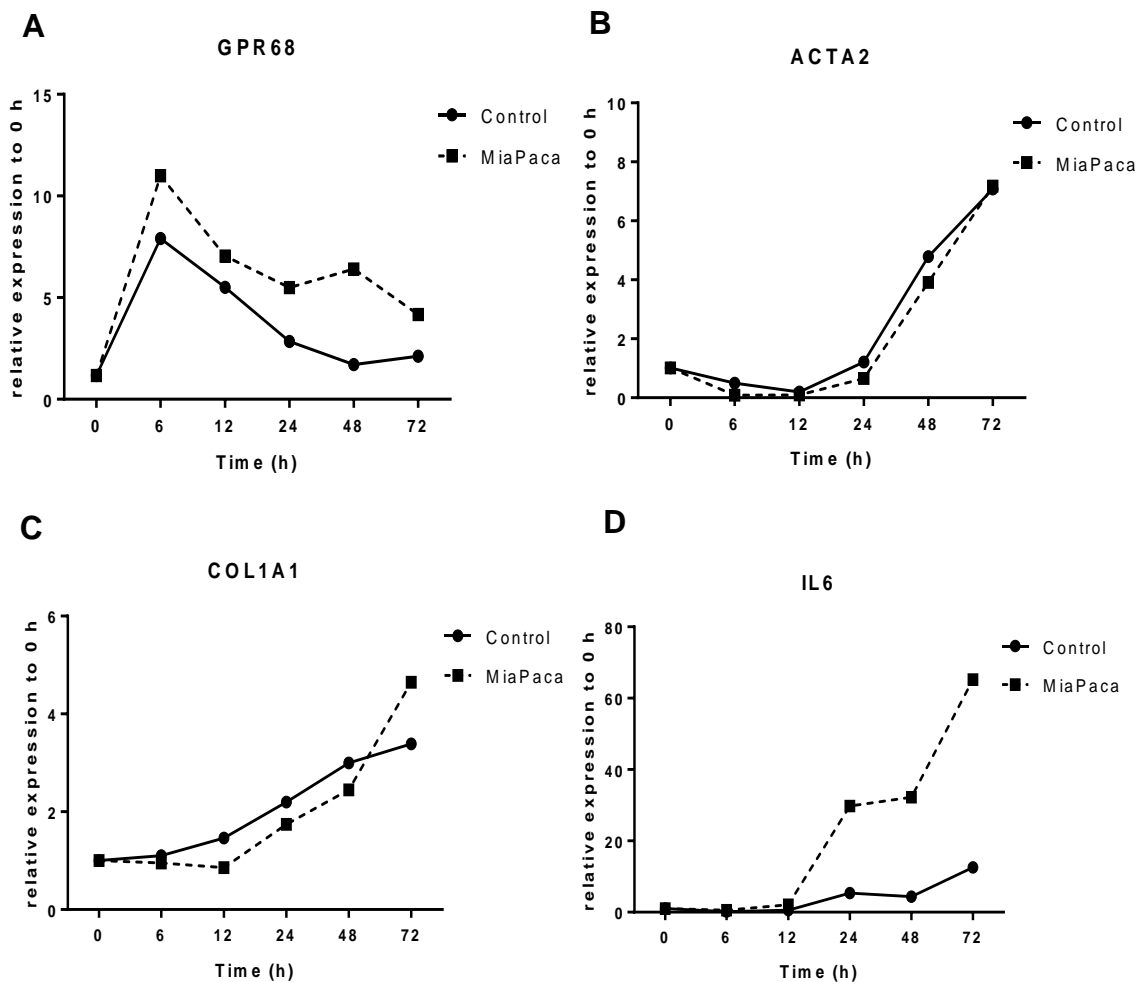 A
GPR68
relative expression to 0 h
15
10
5
0
0 6 12 24 48 72
Time (h)
Control
MiaPaca
B
ACTA2
relative expression to 0 h
10
8
6
4
2
0
0 6 12 24 48 72
Time (h)
Control
MiaPaca
C
COL1A1
relative expression to 0 h
6
4
2
0
0 6 12 24 48 72
Time (h)
Control
MiaPaca
D
IL6
relative expression to 0 h
80
60
40
20
0
0 6 12 24 48 72
Time (h)
Control
MiaPaca